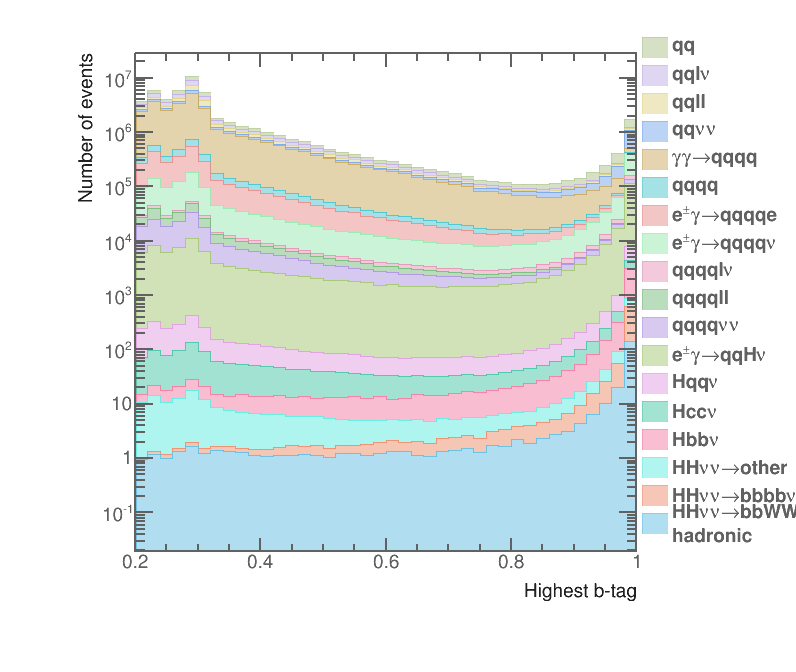 Number of events
10⁷
10⁶
10⁵
10⁴
10³
10²
10
1
10⁻¹
0.2 0.4 0.6 0.8 1
Highest b-tag
qq
qqlν
qqll
qqνν
γγ→qqqq
qqqq
e±γ→qqqqe
e±γ→qqqqν
qqqqlν
qqqqll
qqqqνν
e±γ→qqHν
Hqqν
Hccν
Hbbν
HHνν→other
HHνν→bbbbν
HHνν→bbWW
hadronic